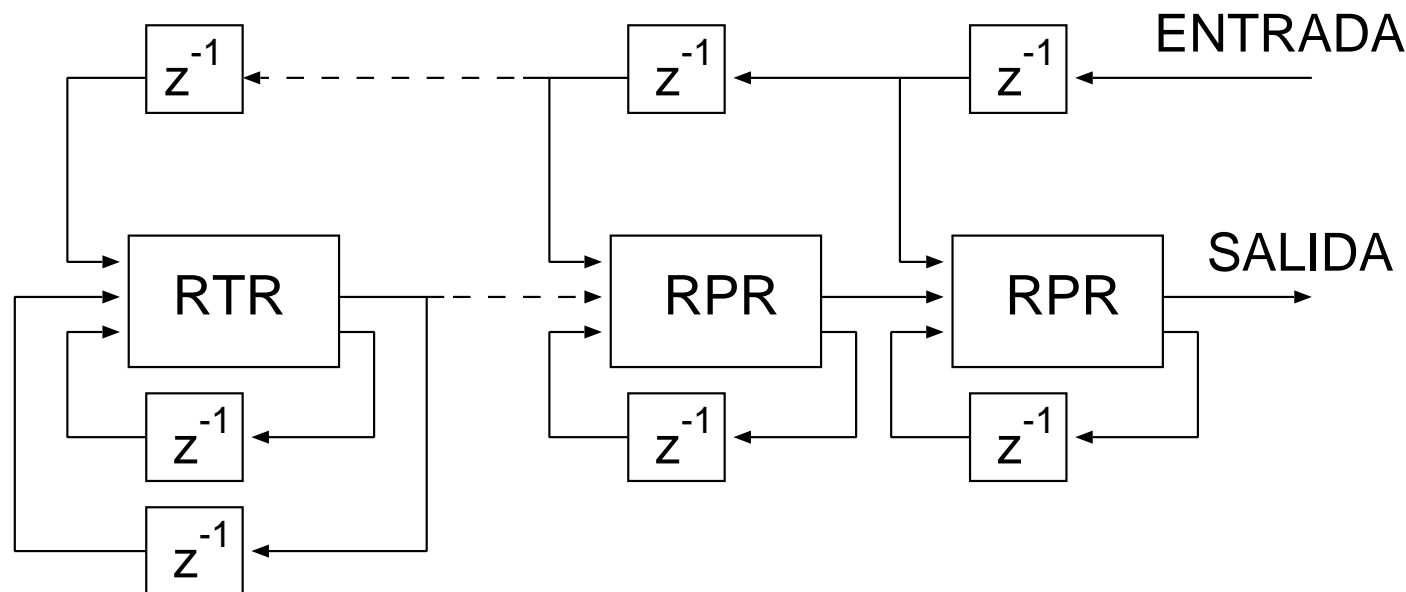 z⁻¹ z⁻¹ z⁻¹ ENTRADA
RTR RPR RPR SALIDA
z⁻¹ z⁻¹ z⁻¹
z⁻¹